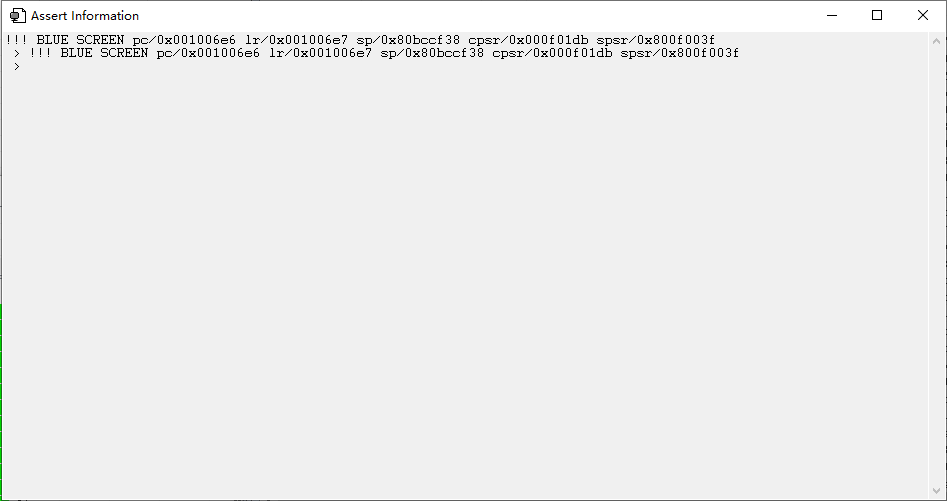 Assert Information
!!! BLUE SCREEN pc/0x001006e6 lr/0x001006e7 sp/0x80bccf38 cpsr/0x000f01db spsr/0x800f003f
> !!! BLUE SCREEN pc/0x001006e6 lr/0x001006e7 sp/0x80bccf38 cpsr/0x000f01db spsr/0x800f003f
>